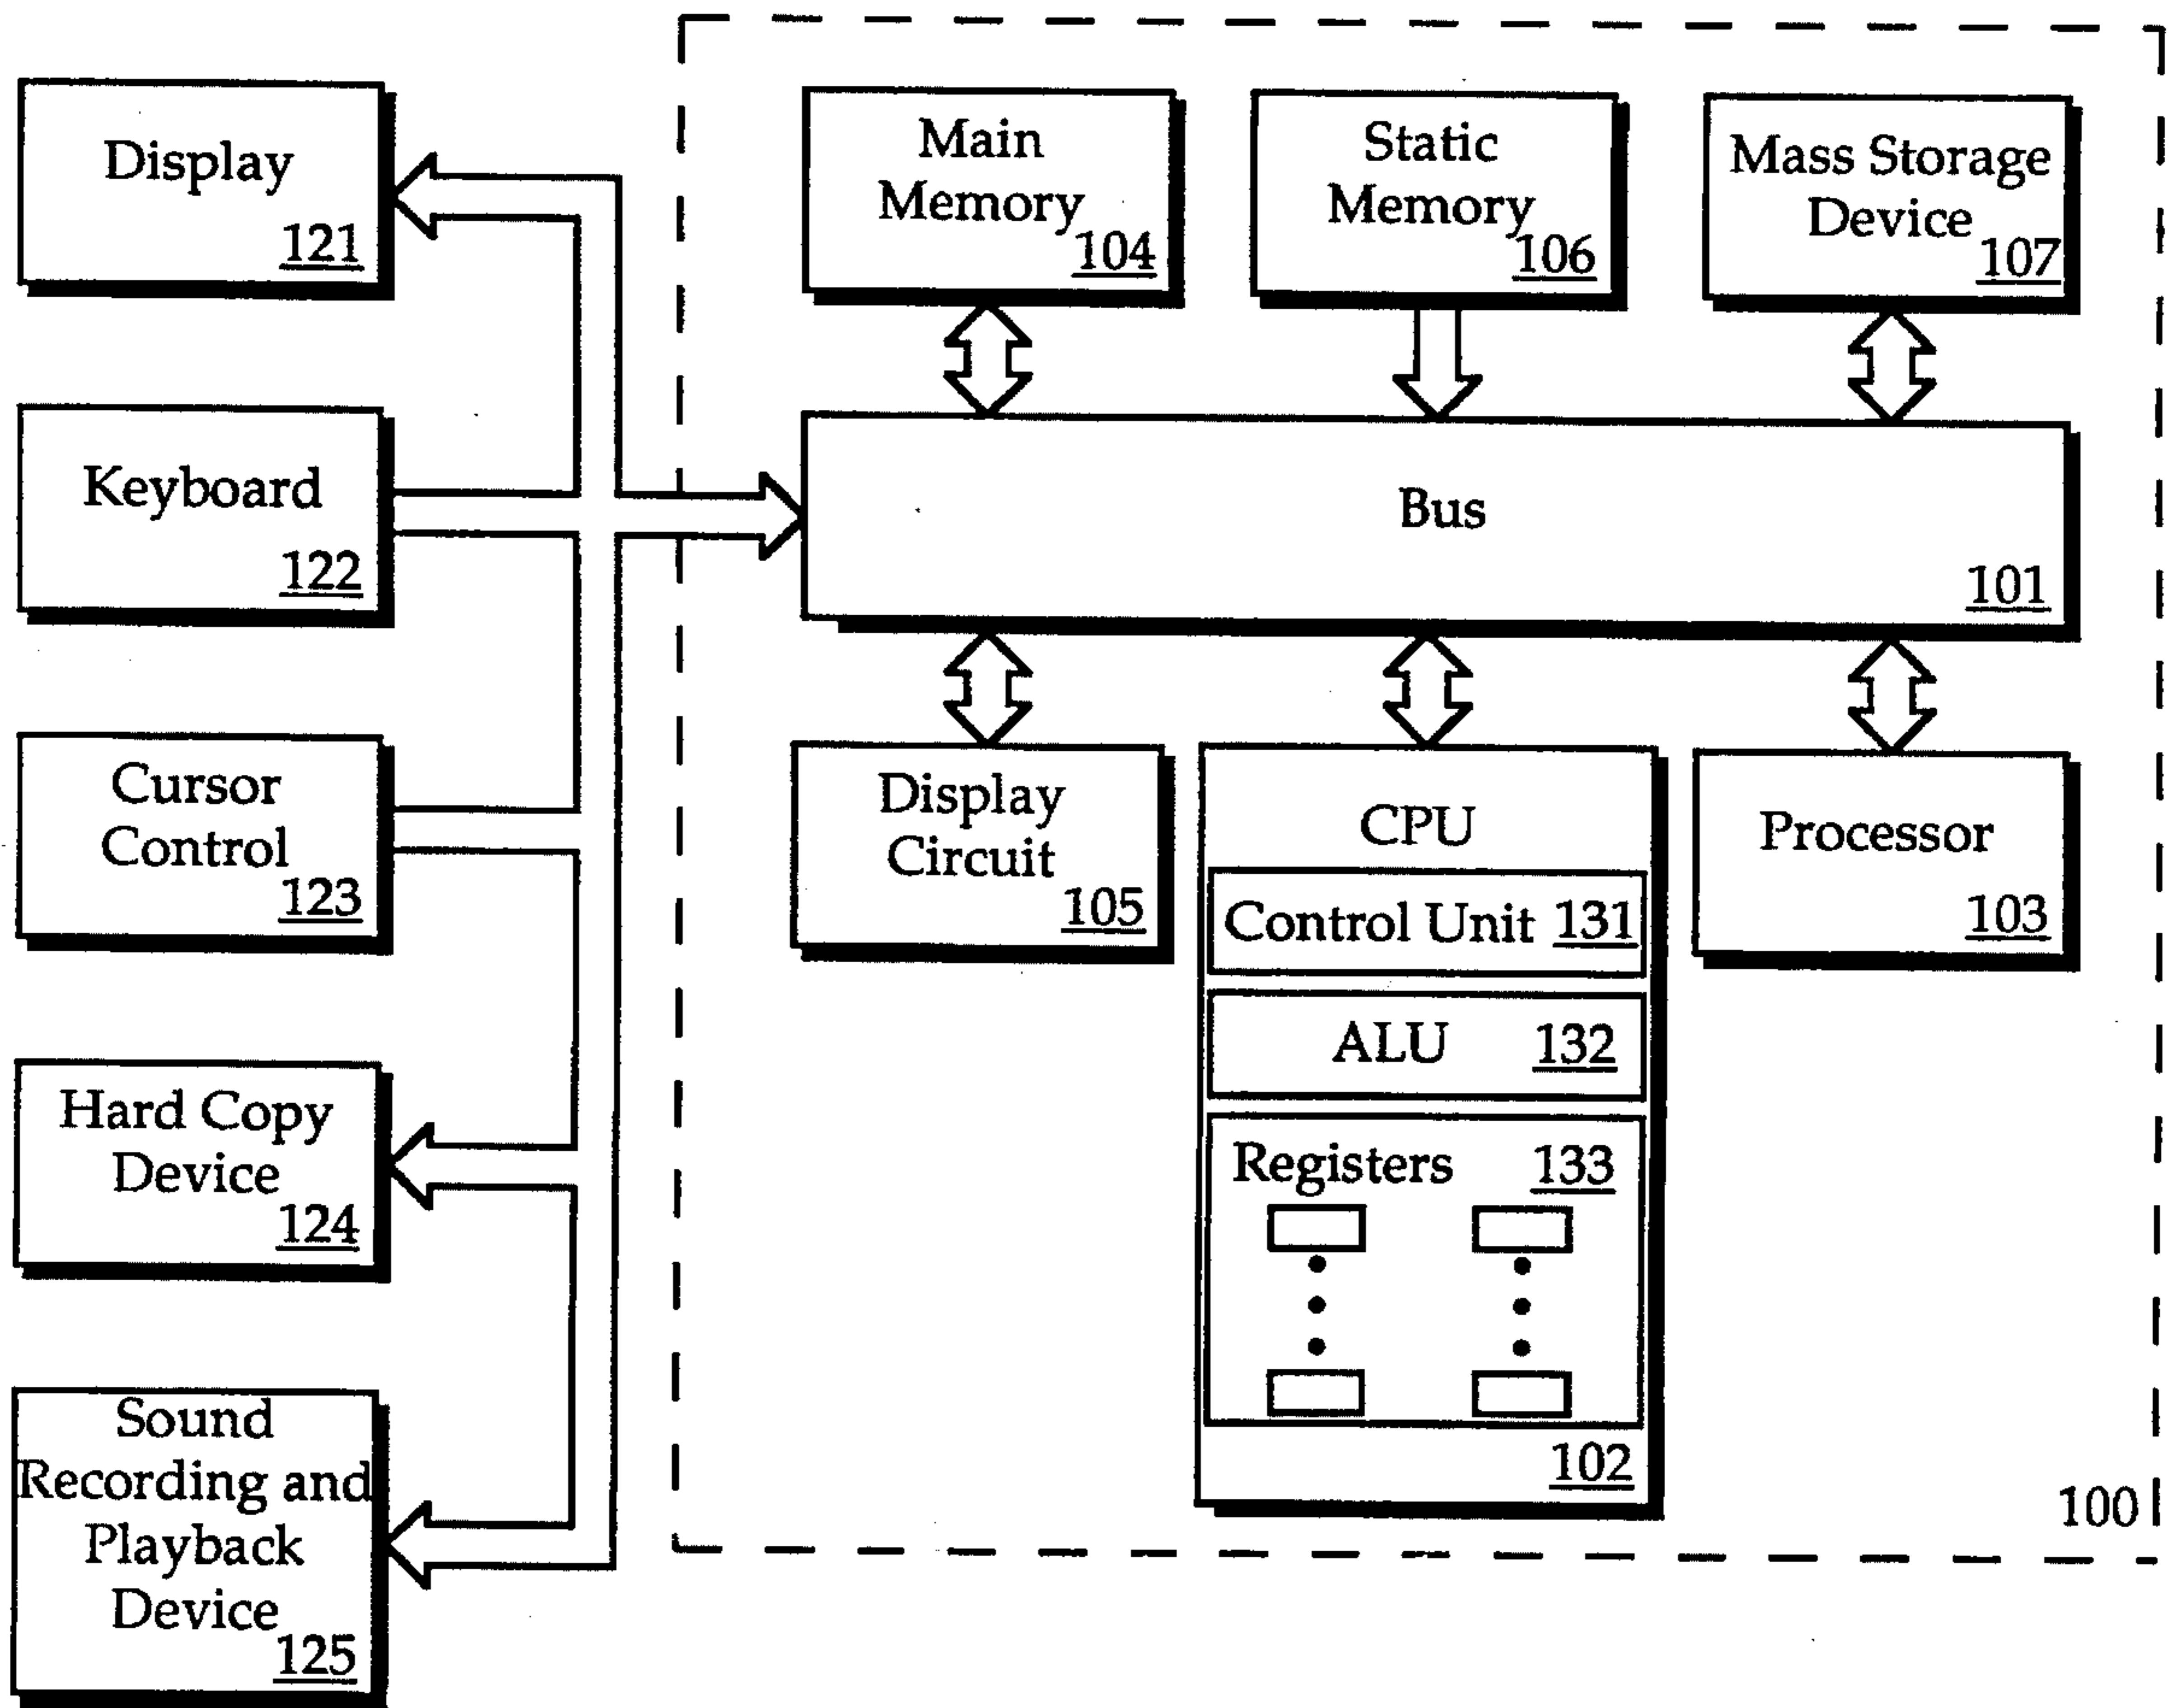 Display
121
Keyboard
122
Cursor
Control
123
Hard Copy
Device
124
Sound
Recording and
Playback
Device
125
Main
Memory
104
Static
Memory
106
Mass Storage
Device
107
Bus
101
Display
Circuit
105
CPU
Control Unit 131
ALU 132
Registers 133
102
Processor
103
100